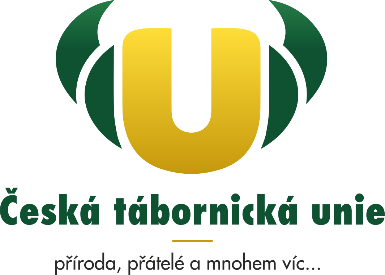 U
Česká tábornická unie
příroda, přátelé a mnohem víc...